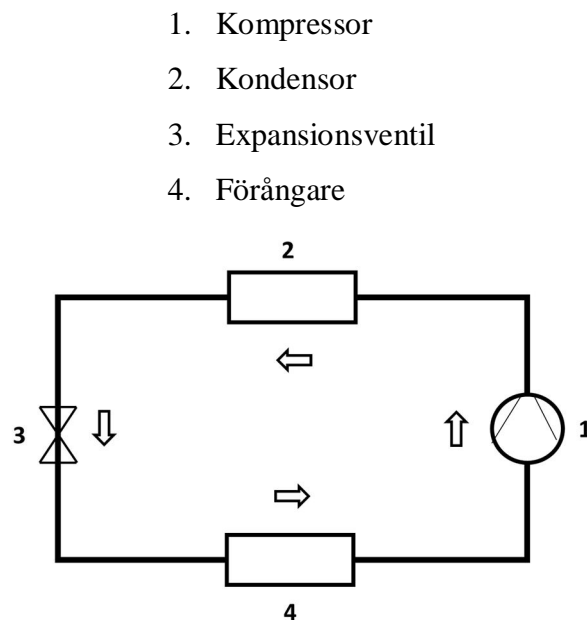 1. Kompressor
2. Kondensor
3. Expansionsventil
4. Förångare
2
3
1
4